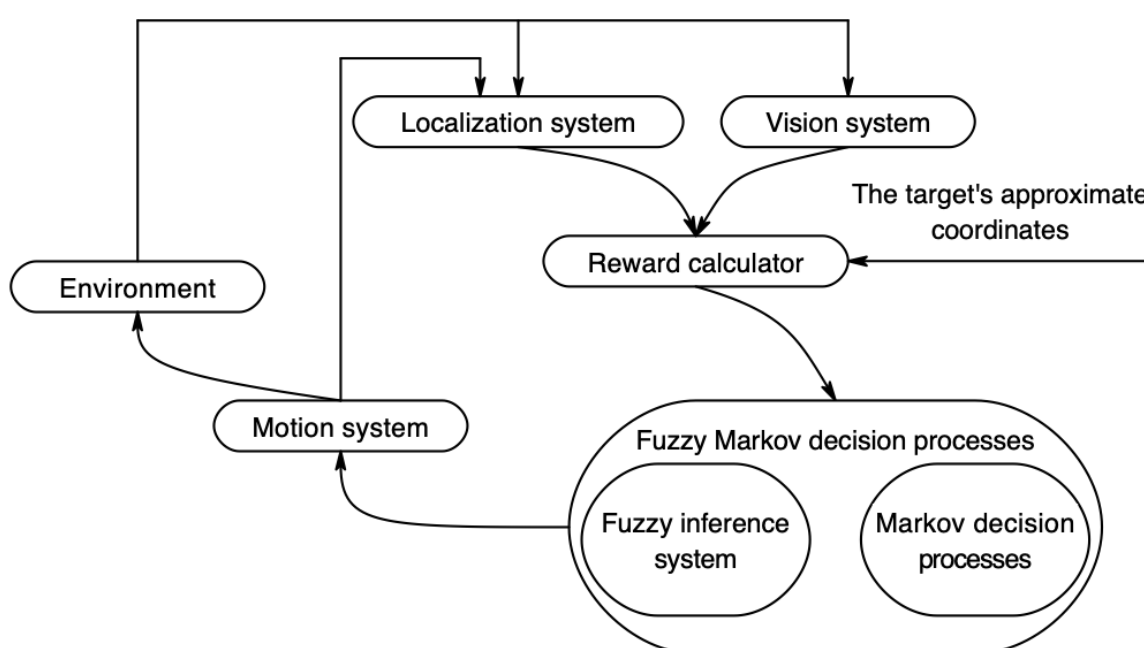 Localization system
Vision system
The target's approximate
coordinates
Reward calculator
Environment
Motion system
Fuzzy Markov decision processes
Fuzzy inference
system
Markov decision
processes